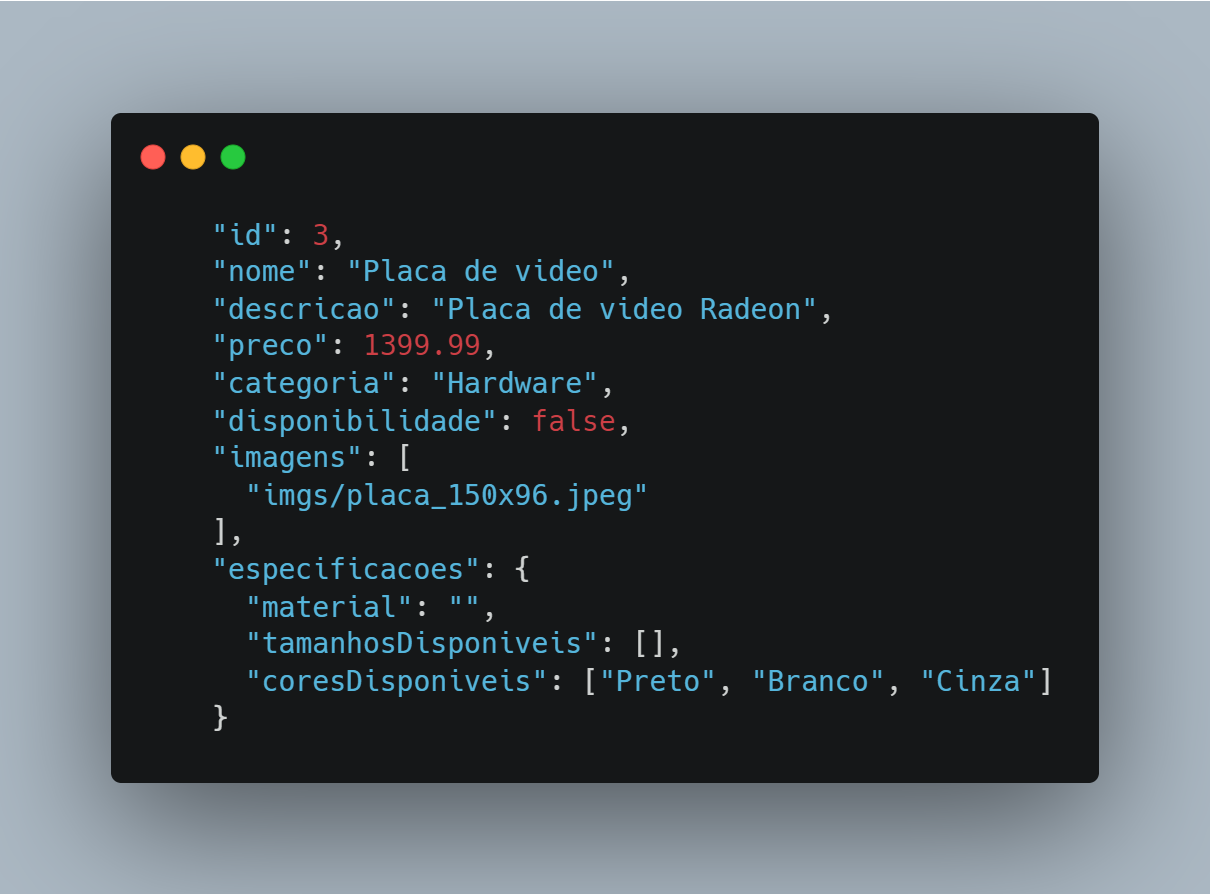 "id": 3,
"nome": "Placa de video",
"descricao": "Placa de video Radeon",
"preco": 1399.99,
"categoria": "Hardware",
"disponibilidade": false,
"imagens": [
  "imgs/placa_150x96.jpeg"
],
"especificacoes": {
  "material": "",
  "tamanhosDisponiveis": [],
  "coresDisponiveis": ["Preto", "Branco", "Cinza"]
}